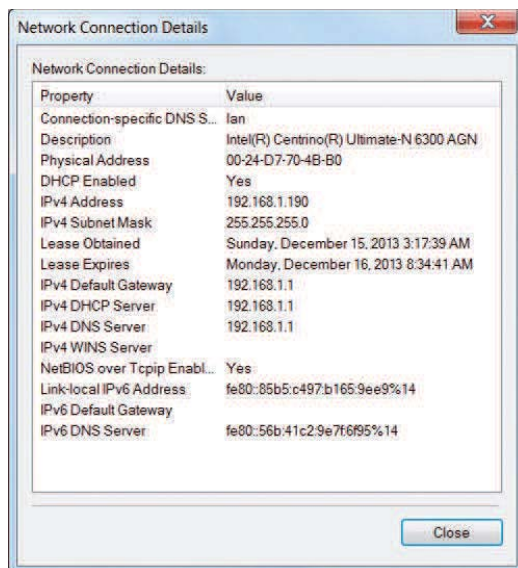 Network Connection Details
Network Connection Details:
Property Value
Connection-specific DNS S... lan
Description Intel(R) Centrino(R) Ultimate-N 6300 AGN
Physical Address 00-24-D7-70-4B-B0
DHCP Enabled Yes
IPv4 Address 192.168.1.190
IPv4 Subnet Mask 255.255.255.0
Lease Obtained Sunday, December 15, 2013 3:17:39 AM
Lease Expires Monday, December 16, 2013 8:34:41 AM
IPv4 Default Gateway 192.168.1.1
IPv4 DHCP Server 192.168.1.1
IPv4 DNS Server 192.168.1.1
IPv4 WINS Server
NetBIOS over Tcpip Enabl... Yes
Link-local IPv6 Address fe80::85b5:c497:b165:9ee9%14
IPv6 Default Gateway
IPv6 DNS Server fe80::56b:41c2:9e7f:6f95%14
Close